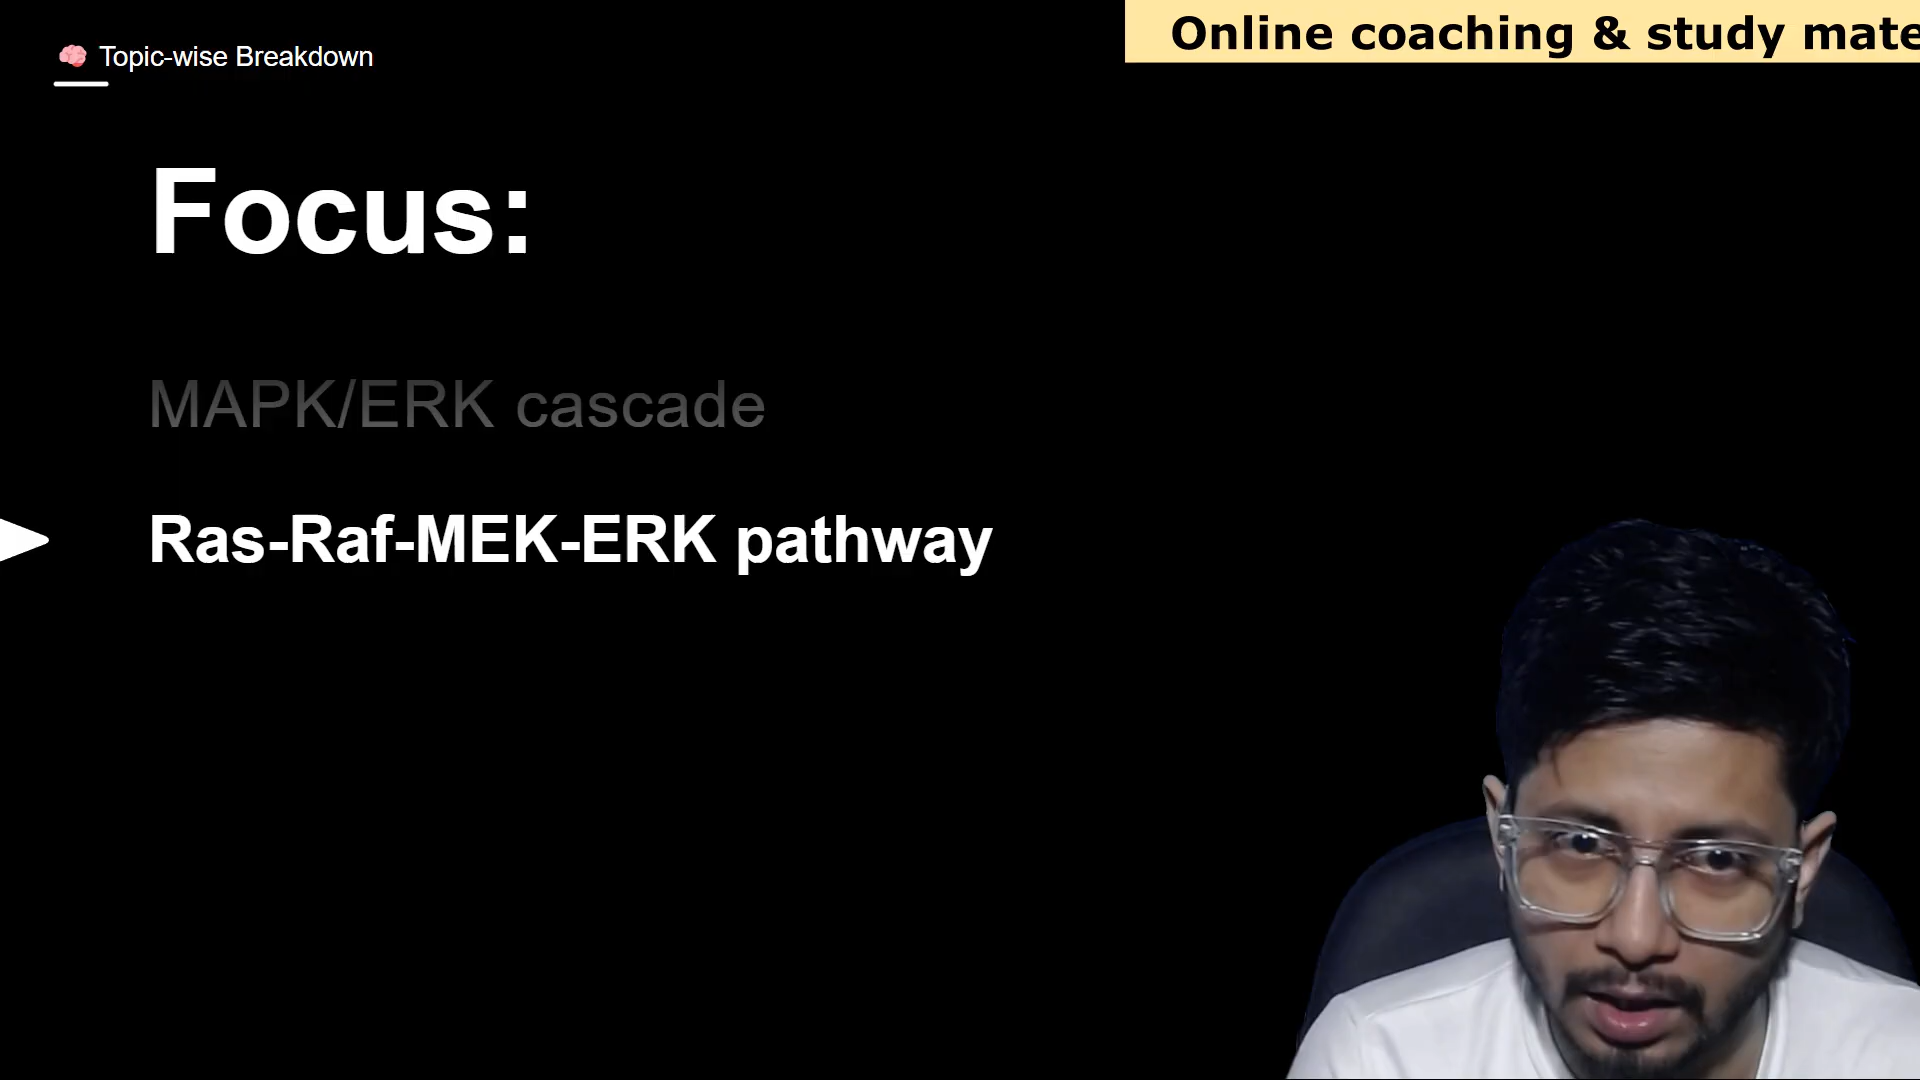 🧠 Topic-wise Breakdown
Online coaching & study mate
Focus:
MAPK/ERK cascade
Ras-Raf-MEK-ERK pathway